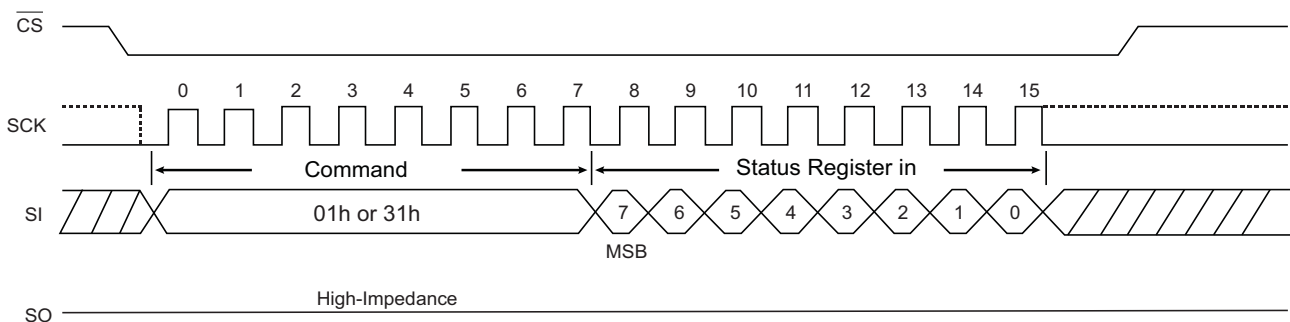 CS
0 1 2 3 4 5 6 7 8 9 10 11 12 13 14 15
SCK
Command Status Register in
SI 01h or 31h 7 6 5 4 3 2 1 0
MSB
High-Impedance
SO